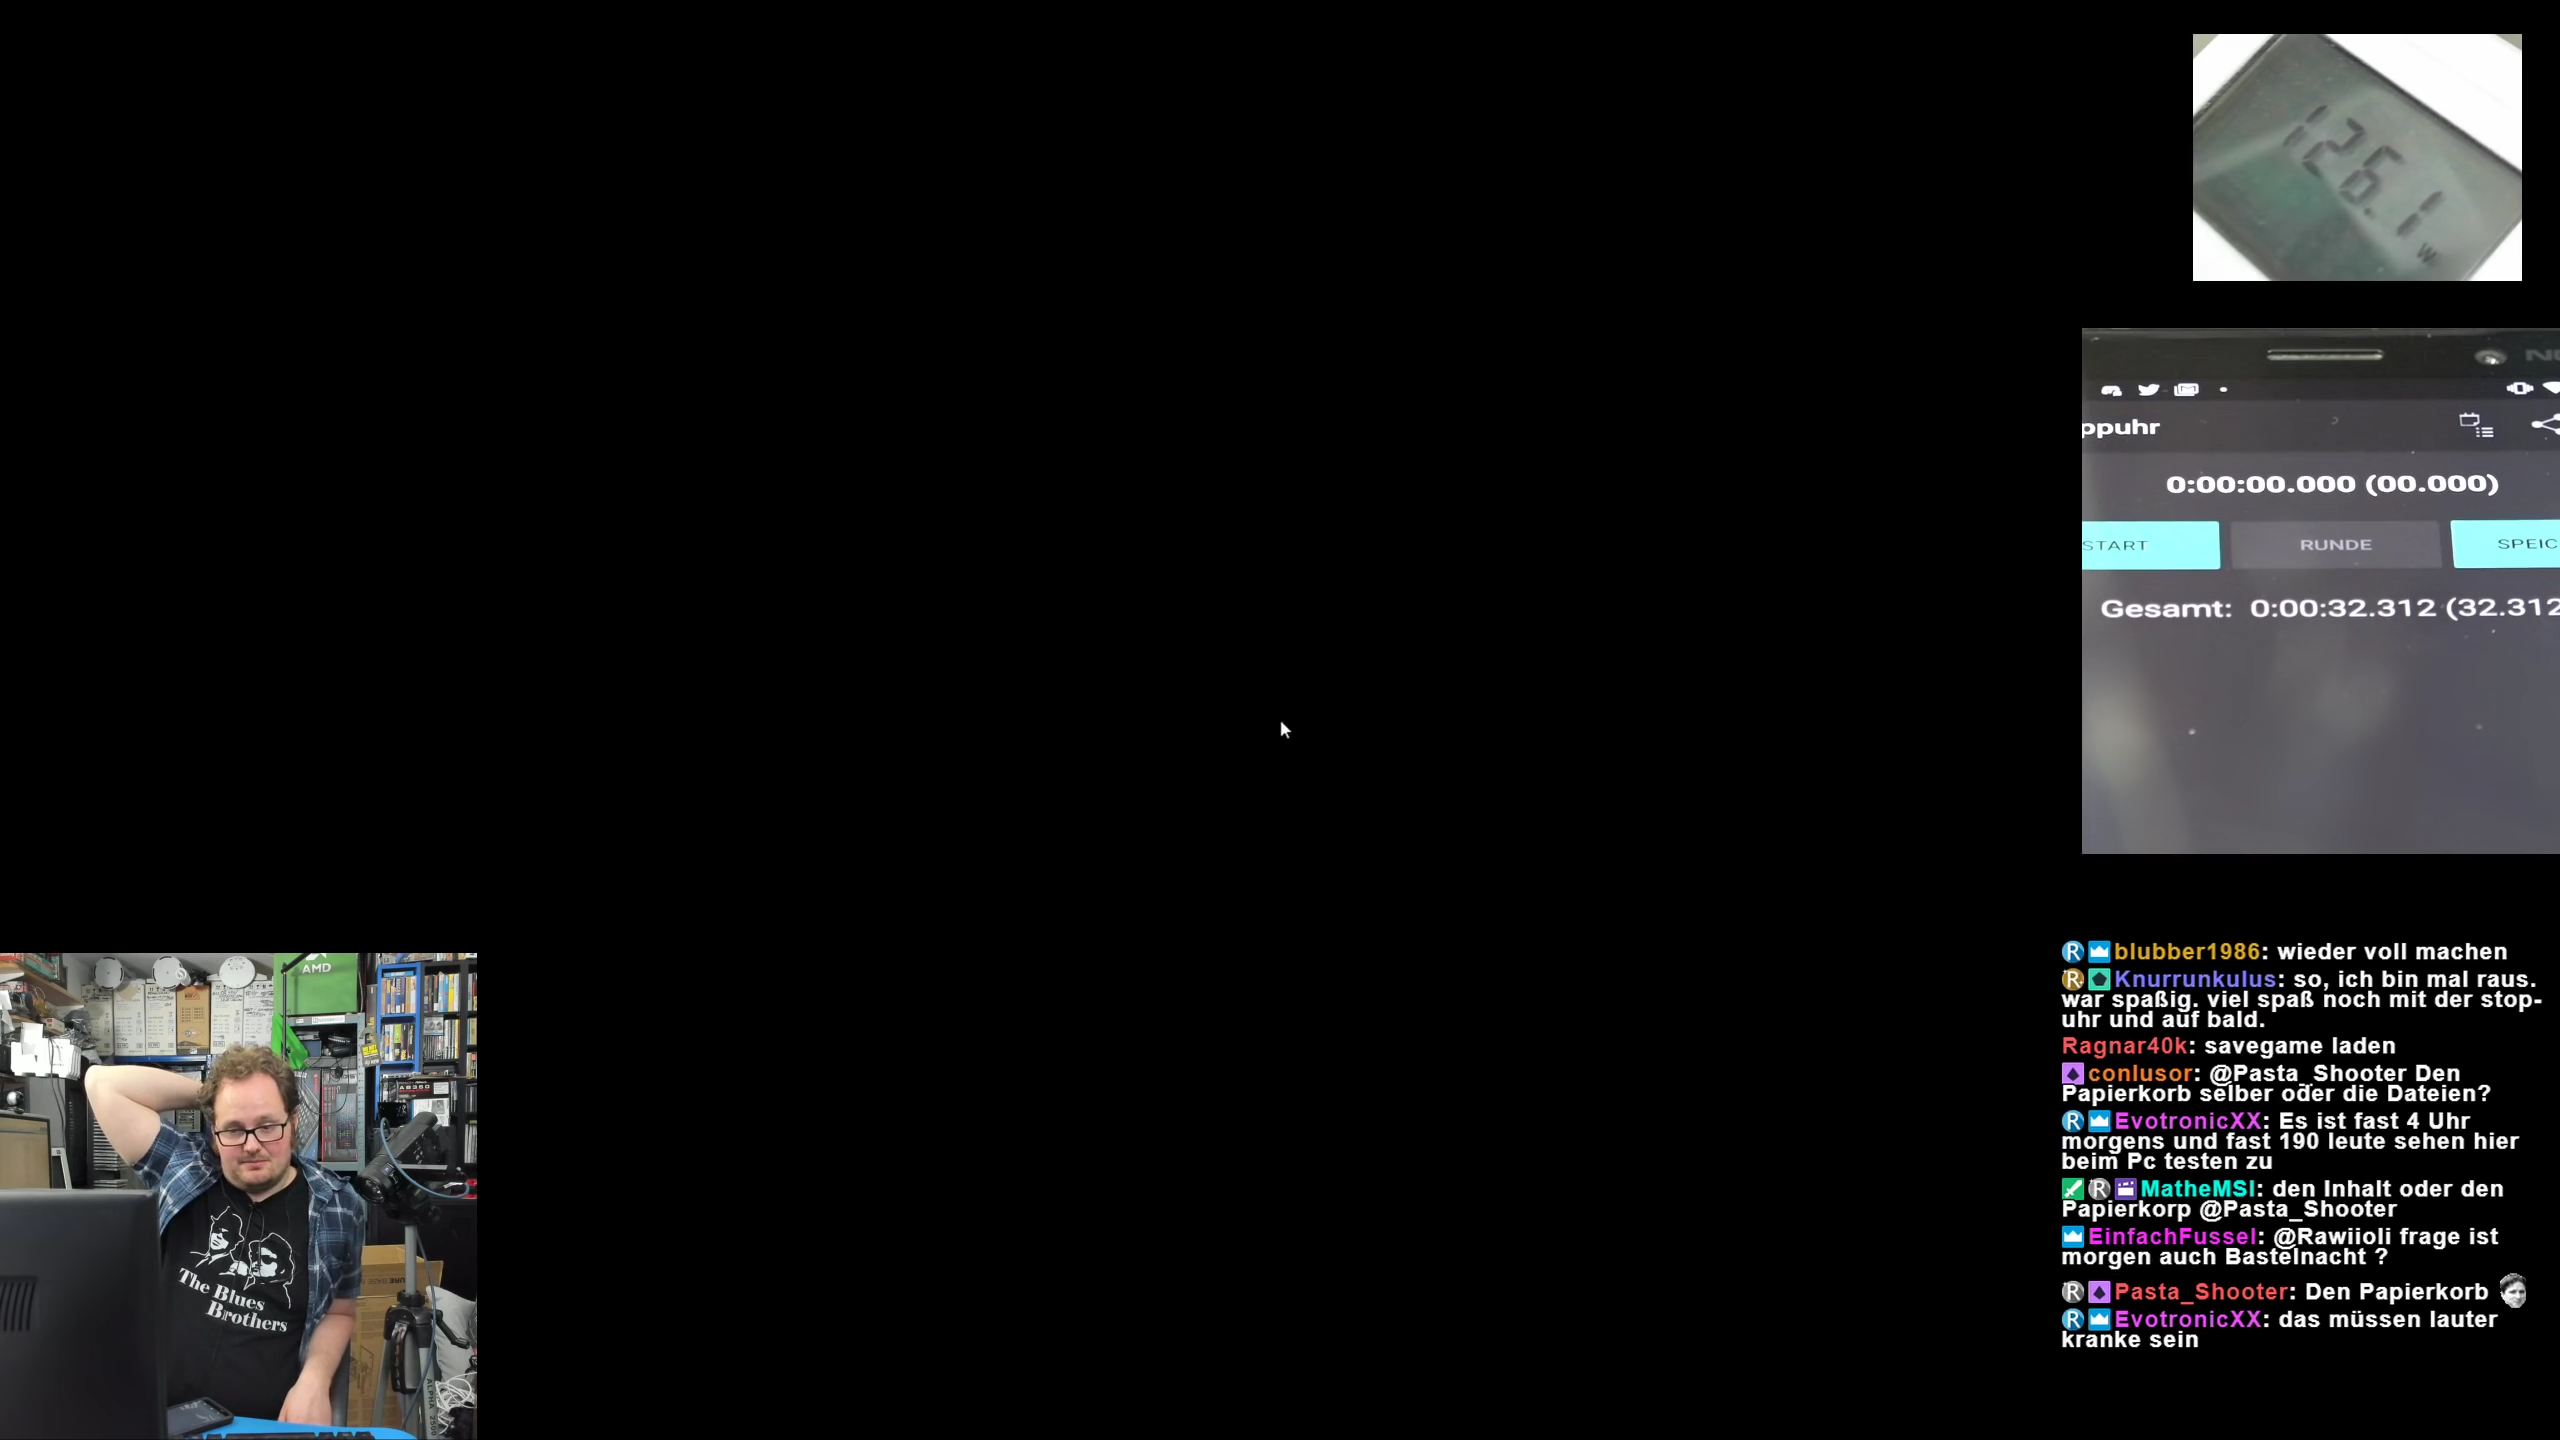 126.1
W
ppuhr
0:00:00.000 (00.000)
START
RUNDE
SPEIC
Gesamt: 0:00:32.312 (32.312
AMD
The Blues
Brothers
ALPHA 2500
blubber1986: wieder voll machen
Knurrunkulus: so, ich bin mal raus.
war spaßig. viel spaß noch mit der stop-
uhr und auf bald.
Ragnar40k: savegame laden
conlusor: @Pasta_Shooter Den
Papierkorb selber oder die Dateien?
EvotronicXX: Es ist fast 4 Uhr
morgens und fast 190 leute sehen hier
beim Pc testen zu
MatheMSI: den Inhalt oder den
Papierkorp @Pasta_Shooter
EinfachFussel: @Rawiioli frage ist
morgen auch Bastelnacht ?
Pasta_Shooter: Den Papierkorb
EvotronicXX: das müssen lauter
kranke sein